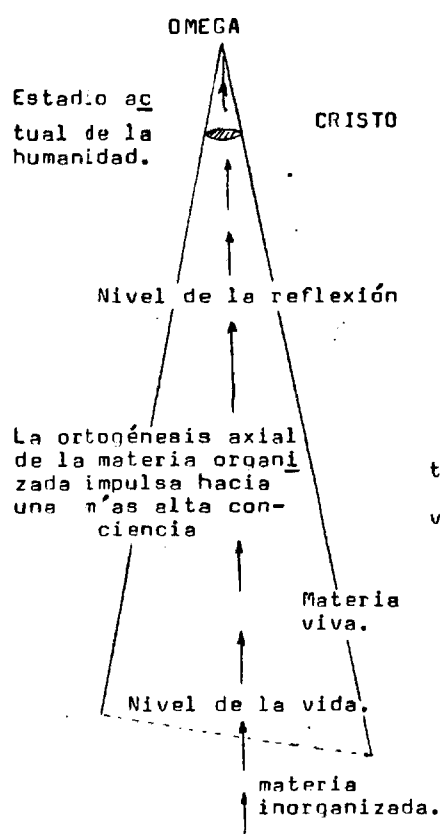 OMEGA
Estadio ac
tual de la
humanidad.
CRISTO
Nivel de la reflexión
La ortogénesis axial
de la materia organi
zada impulsa hacia
una m'as alta con-
ciencia
t
v
Materia
viva.
Nivel de la vida.
materia
inorganizada.